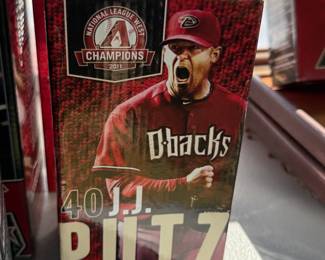 NATIONAL LEAGUE WEST
CHAMPIONS
2011
D-backs
40 J.J.
PUTZ